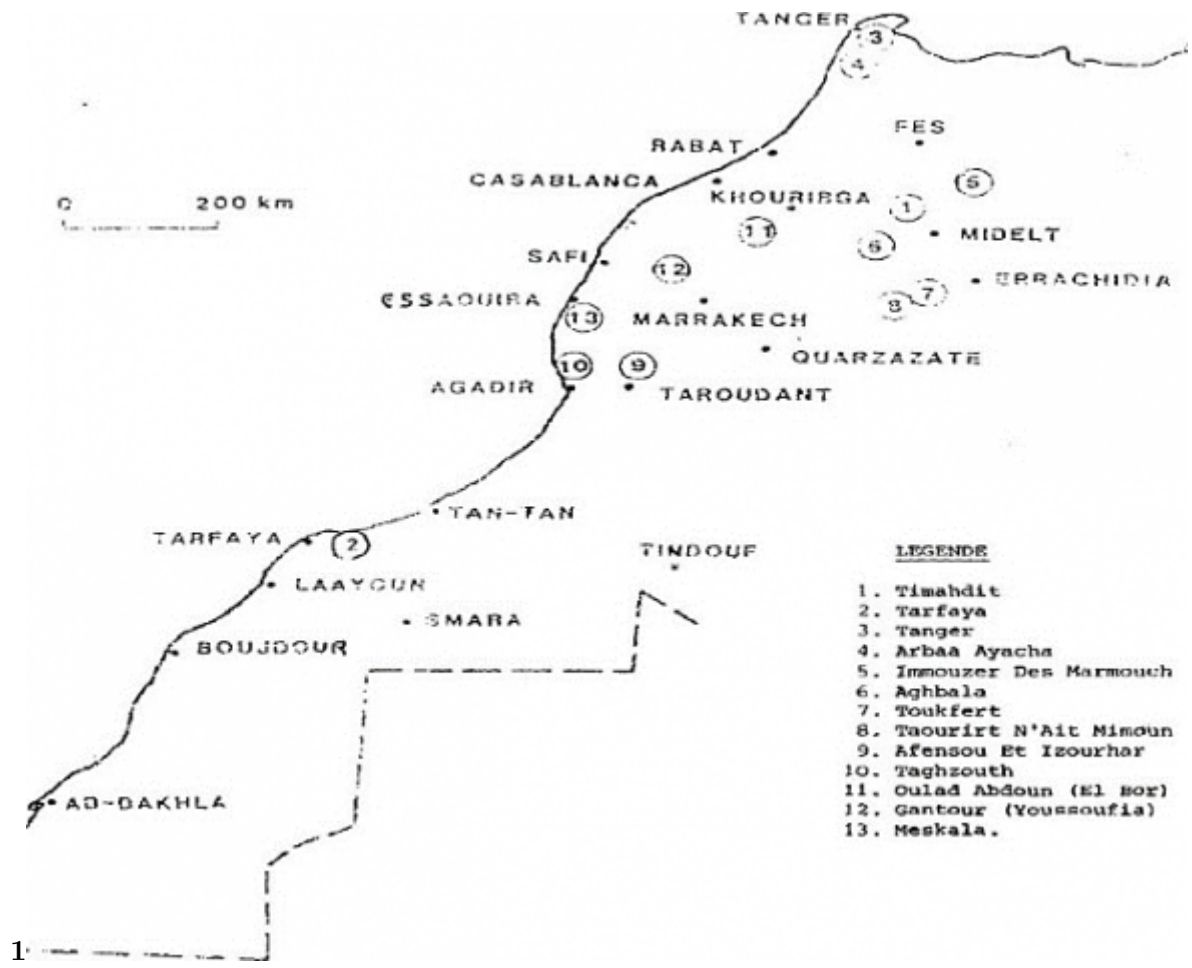 TANGER
3
4
FES
RABAT
CASABLANCA
5
KHOURIBGA
1
0 200 km
11
MIDELT
6
SAFI
12
ERRACHIDIA
7
ESSAOUIRA
8
13
MARRAKECH
QUARZAZATE
10
9
AGADIR
TAROUDANT
TAN-TAN
TARFAYA
2
TINDOUF
LAAYOUN
SMARA
BOUJDOUR
AD-DAKHLA
LEGENDE
1. Timahdit
2. Tarfaya
3. Tanger
4. Arbaa Ayacha
5. Immouzer Des Marmouch
6. Aghbala
7. Toukfert
8. Taourirt N'Ait Mimoun
9. Afensou Et Izourhar
10. Taghzouth
11. Oulad Abdoun (El Bor)
12. Gantour (Youssoufia)
13. Meskala.
1